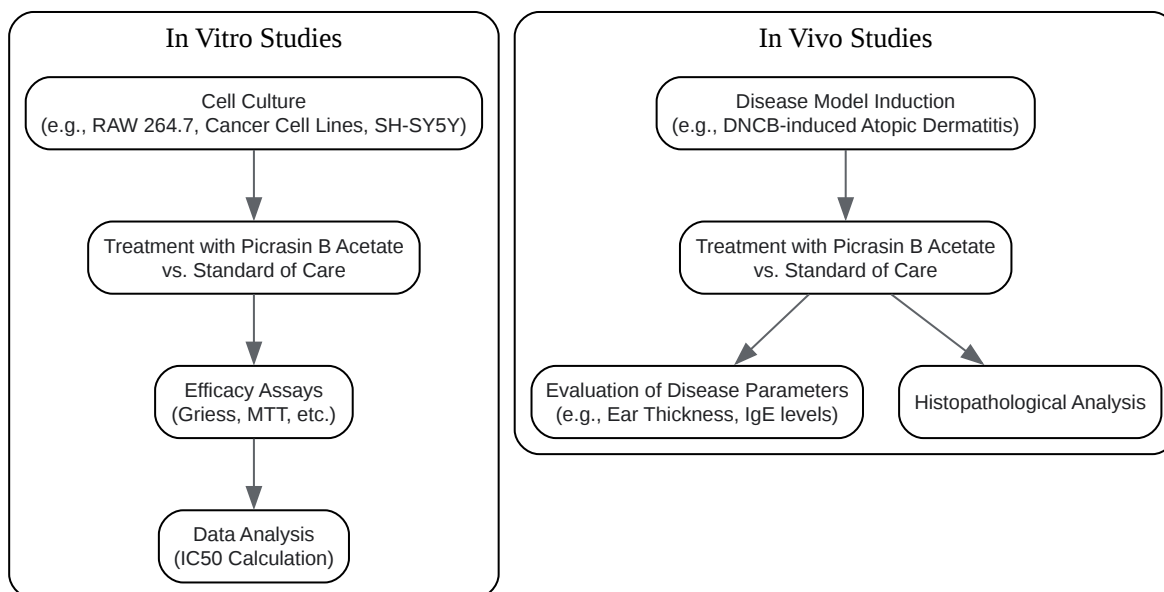 In Vitro Studies
Cell Culture
(e.g., RAW 264.7, Cancer Cell Lines, SH-SY5Y)
Treatment with Picrasin B Acetate
vs. Standard of Care
Efficacy Assays
(Griess, MTT, etc.)
Data Analysis
(IC50 Calculation)
In Vivo Studies
Disease Model Induction
(e.g., DNCB-induced Atopic Dermatitis)
Treatment with Picrasin B Acetate
vs. Standard of Care
Evaluation of Disease Parameters
(e.g., Ear Thickness, IgE levels)
Histopathological Analysis